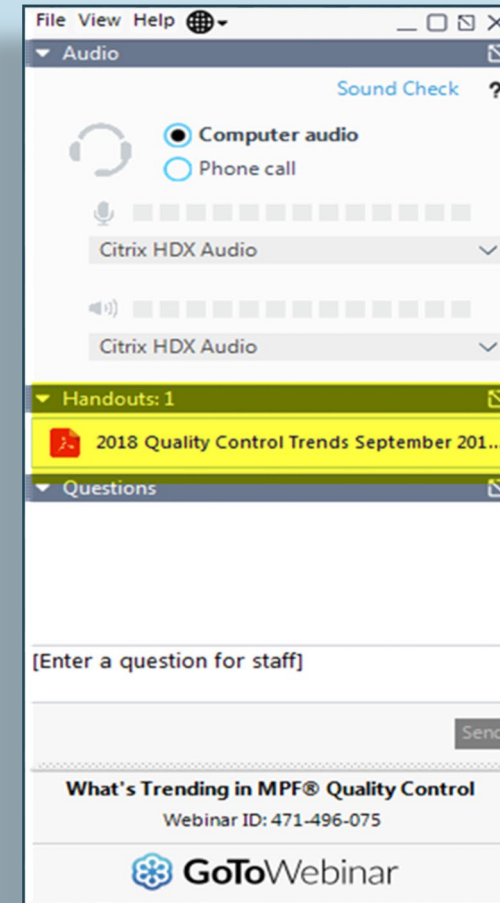 File View Help
Audio
Sound Check ?
Computer audio
Phone call
Citrix HDX Audio
Citrix HDX Audio
Handouts: 1
2018 Quality Control Trends September 201...
Questions
[Enter a question for staff]
Send
What's Trending in MPF® Quality Control
Webinar ID: 471-496-075
GoToWebinar